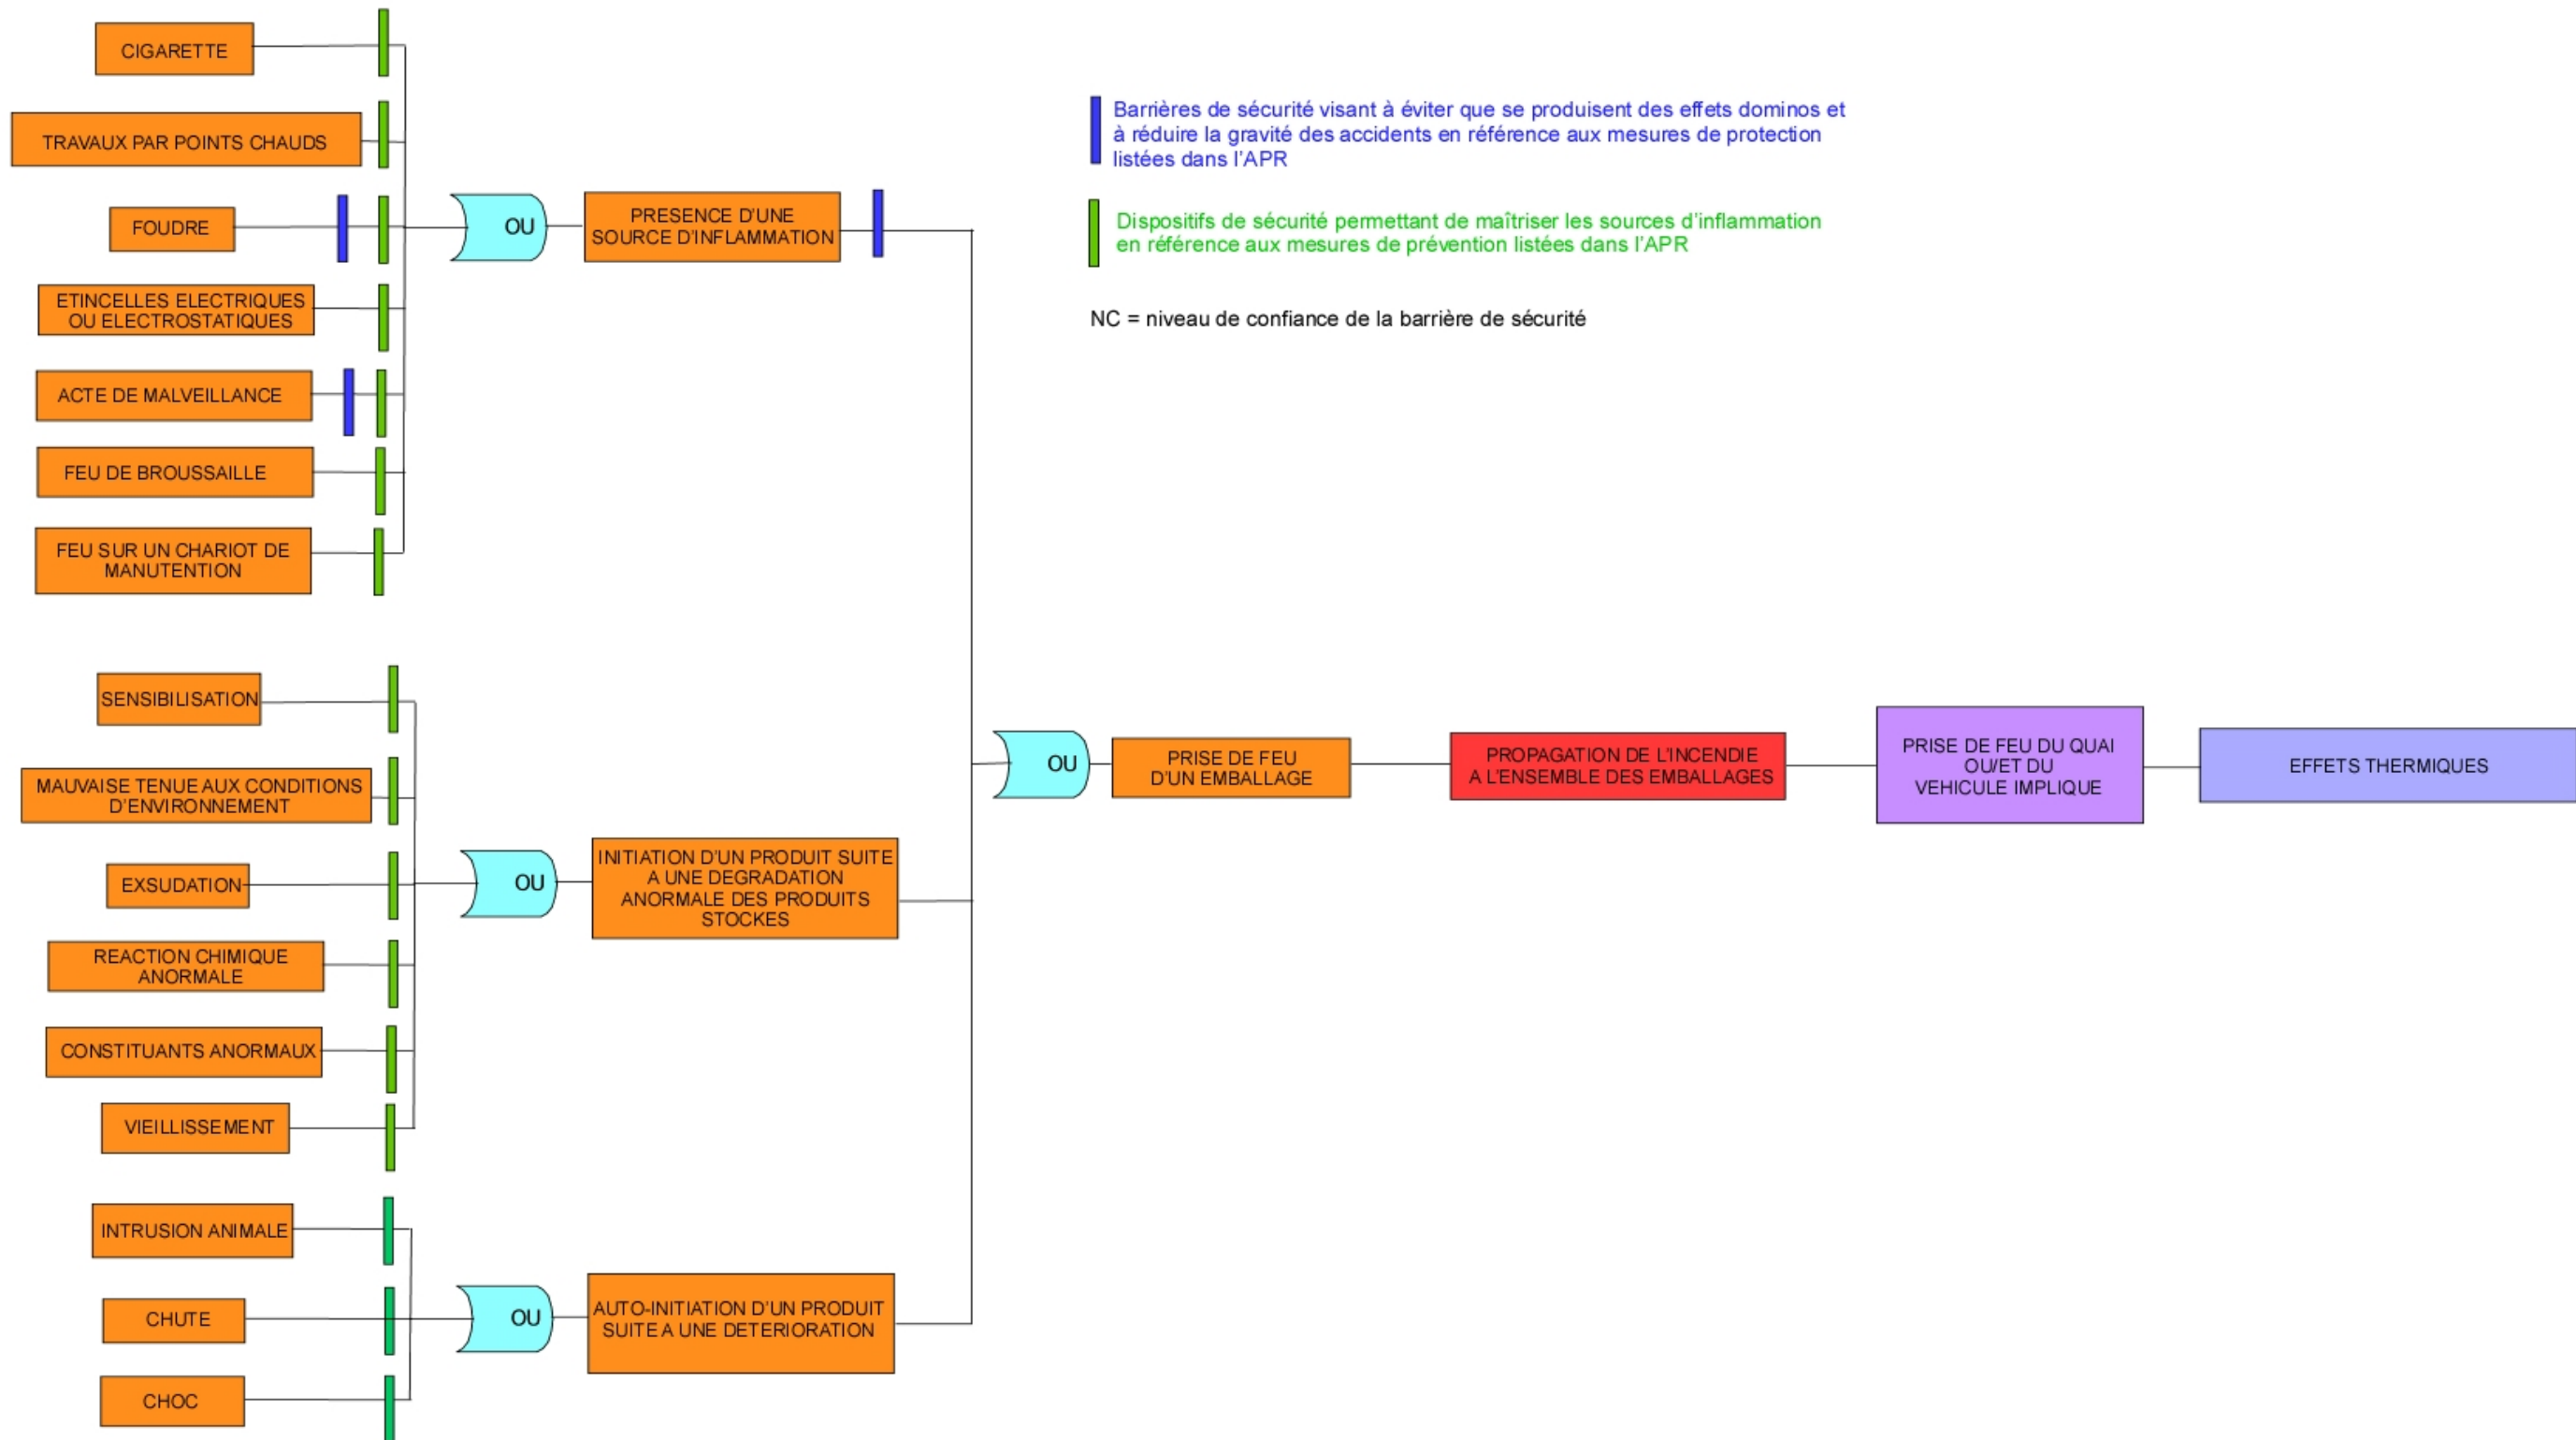 CIGARETTE
TRAVAUX PAR POINTS CHAUDS
FOUDRE
ETINCELLES ELECTRIQUES
OU ELECTROSTATIQUES
ACTE DE MALVEILLANCE
FEU DE BROUSSAILLE
FEU SUR UN CHARIOT DE
MANUTENTION
OU
PRESENCE D'UNE
SOURCE D'INFLAMMATION
Barrières de sécurité visant à éviter que se produisent des effets dominos et
à réduire la gravité des accidents en référence aux mesures de protection
listées dans l'APR
Dispositifs de sécurité permettant de maîtriser les sources d'inflammation
en référence aux mesures de prévention listées dans l'APR
NC = niveau de confiance de la barrière de sécurité
SENSIBILISATION
MAUVAISE TENUE AUX CONDITIONS
D'ENVIRONNEMENT
EXSUDATION
REACTION CHIMIQUE
ANORMALE
CONSTITUANTS ANORMAUX
VIEILLISSEMENT
OU
INITIATION D'UN PRODUIT SUITE
A UNE DEGRADATION
ANORMALE DES PRODUITS
STOCKES
INTRUSION ANIMALE
CHUTE
CHOC
OU
AUTO-INITIATION D'UN PRODUIT
SUITE A UNE DETERIORATION
OU
PRISE DE FEU
D'UN EMBALLAGE
PROPAGATION DE L'INCENDIE
A L'ENSEMBLE DES EMBALLAGES
PRISE DE FEU DU QUAI
OU/ET DU
VEHICULE IMPLIQUE
EFFETS THERMIQUES